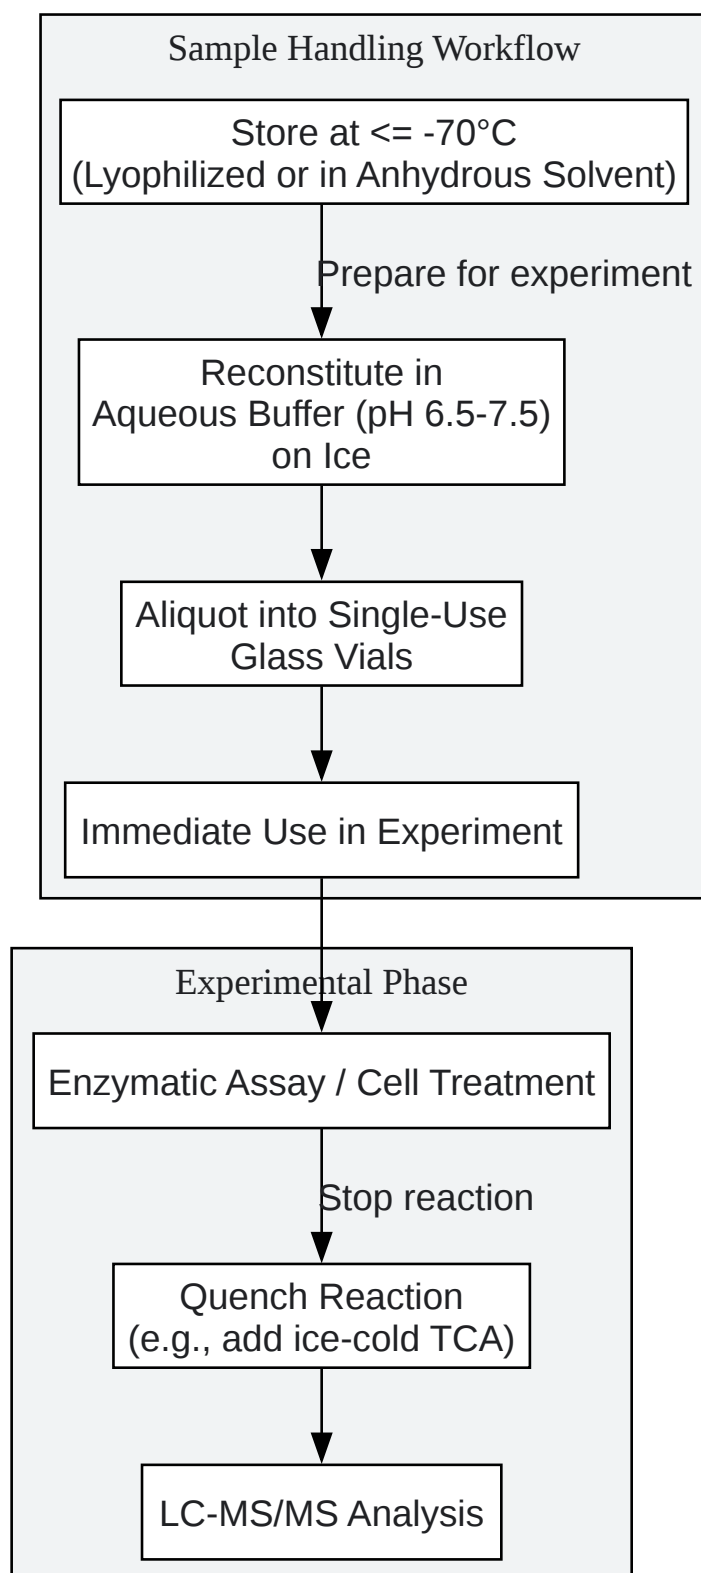 Sample Handling Workflow
Store at <= -70°C
(Lyophilized or in Anhydrous Solvent)
Prepare for experiment
Reconstitute in
Aqueous Buffer (pH 6.5-7.5)
on Ice
Aliquot into Single-Use
Glass Vials
Immediate Use in Experiment
Experimental Phase
Enzymatic Assay / Cell Treatment
Stop reaction
Quench Reaction
(e.g., add ice-cold TCA)
LC-MS/MS Analysis